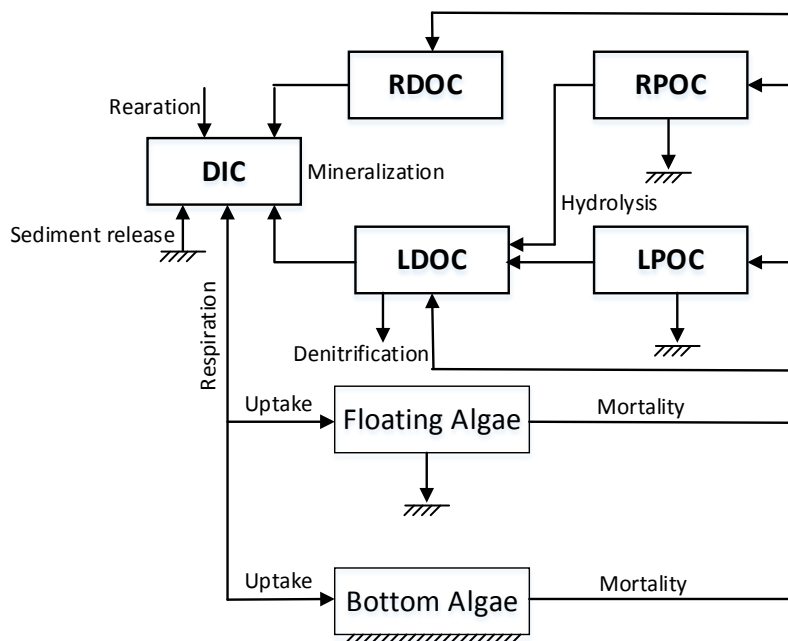 RDOC
RPOC
Rearation
DIC
Mineralization
Hydrolysis
Sediment release
LDOC
LPOC
Respiration
Denitrification
Uptake
Floating Algae
Mortality
Uptake
Bottom Algae
Mortality